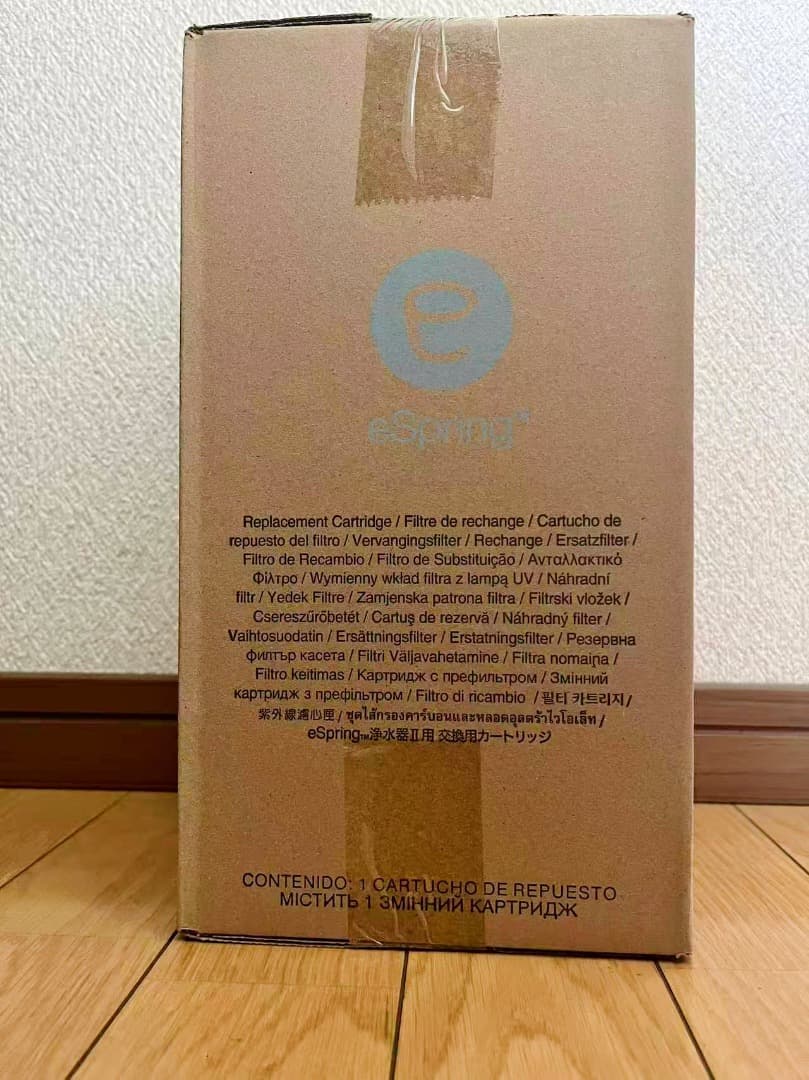 e
eSpring™
Replacement Cartridge / Filtre de rechange / Cartucho de
repuesto del filtro / Vervangingsfilter / Rechange / Ersatzfilter /
Filtro de Recambio / Filtro de Substituição / Ανταλλακτικό
Φίλτρο / Wymienny wkład filtra z lampą UV / Náhradní
filtr / Yedek Filtre / Zamjenska patrona filtra / Filtrski vložek /
Csereszűrőbetét / Cartuş de rezervă / Náhradný filter /
Vaihtosuodatin / Ersättningsfilter / Erstatningsfilter / Резервна
филтър касета / Filtri Väljavahetamine / Filtra nomaiņa /
Filtro keitimas / Картридж с префильтром / Змінний
картридж з префільтром / Filtro di ricambio / 필터 카트리지 /
紫外線濾心匣 / ชุดไส้กรองคาร์บอนและหลอดอุลตร้าไวโอเล็ท /
eSpring™浄水器Ⅱ用 交換用カートリッジ
CONTENIDO: 1 CARTUCHO DE REPUESTO
МІСТИТЬ 1 ЗМІННИЙ КАРТРИДЖ